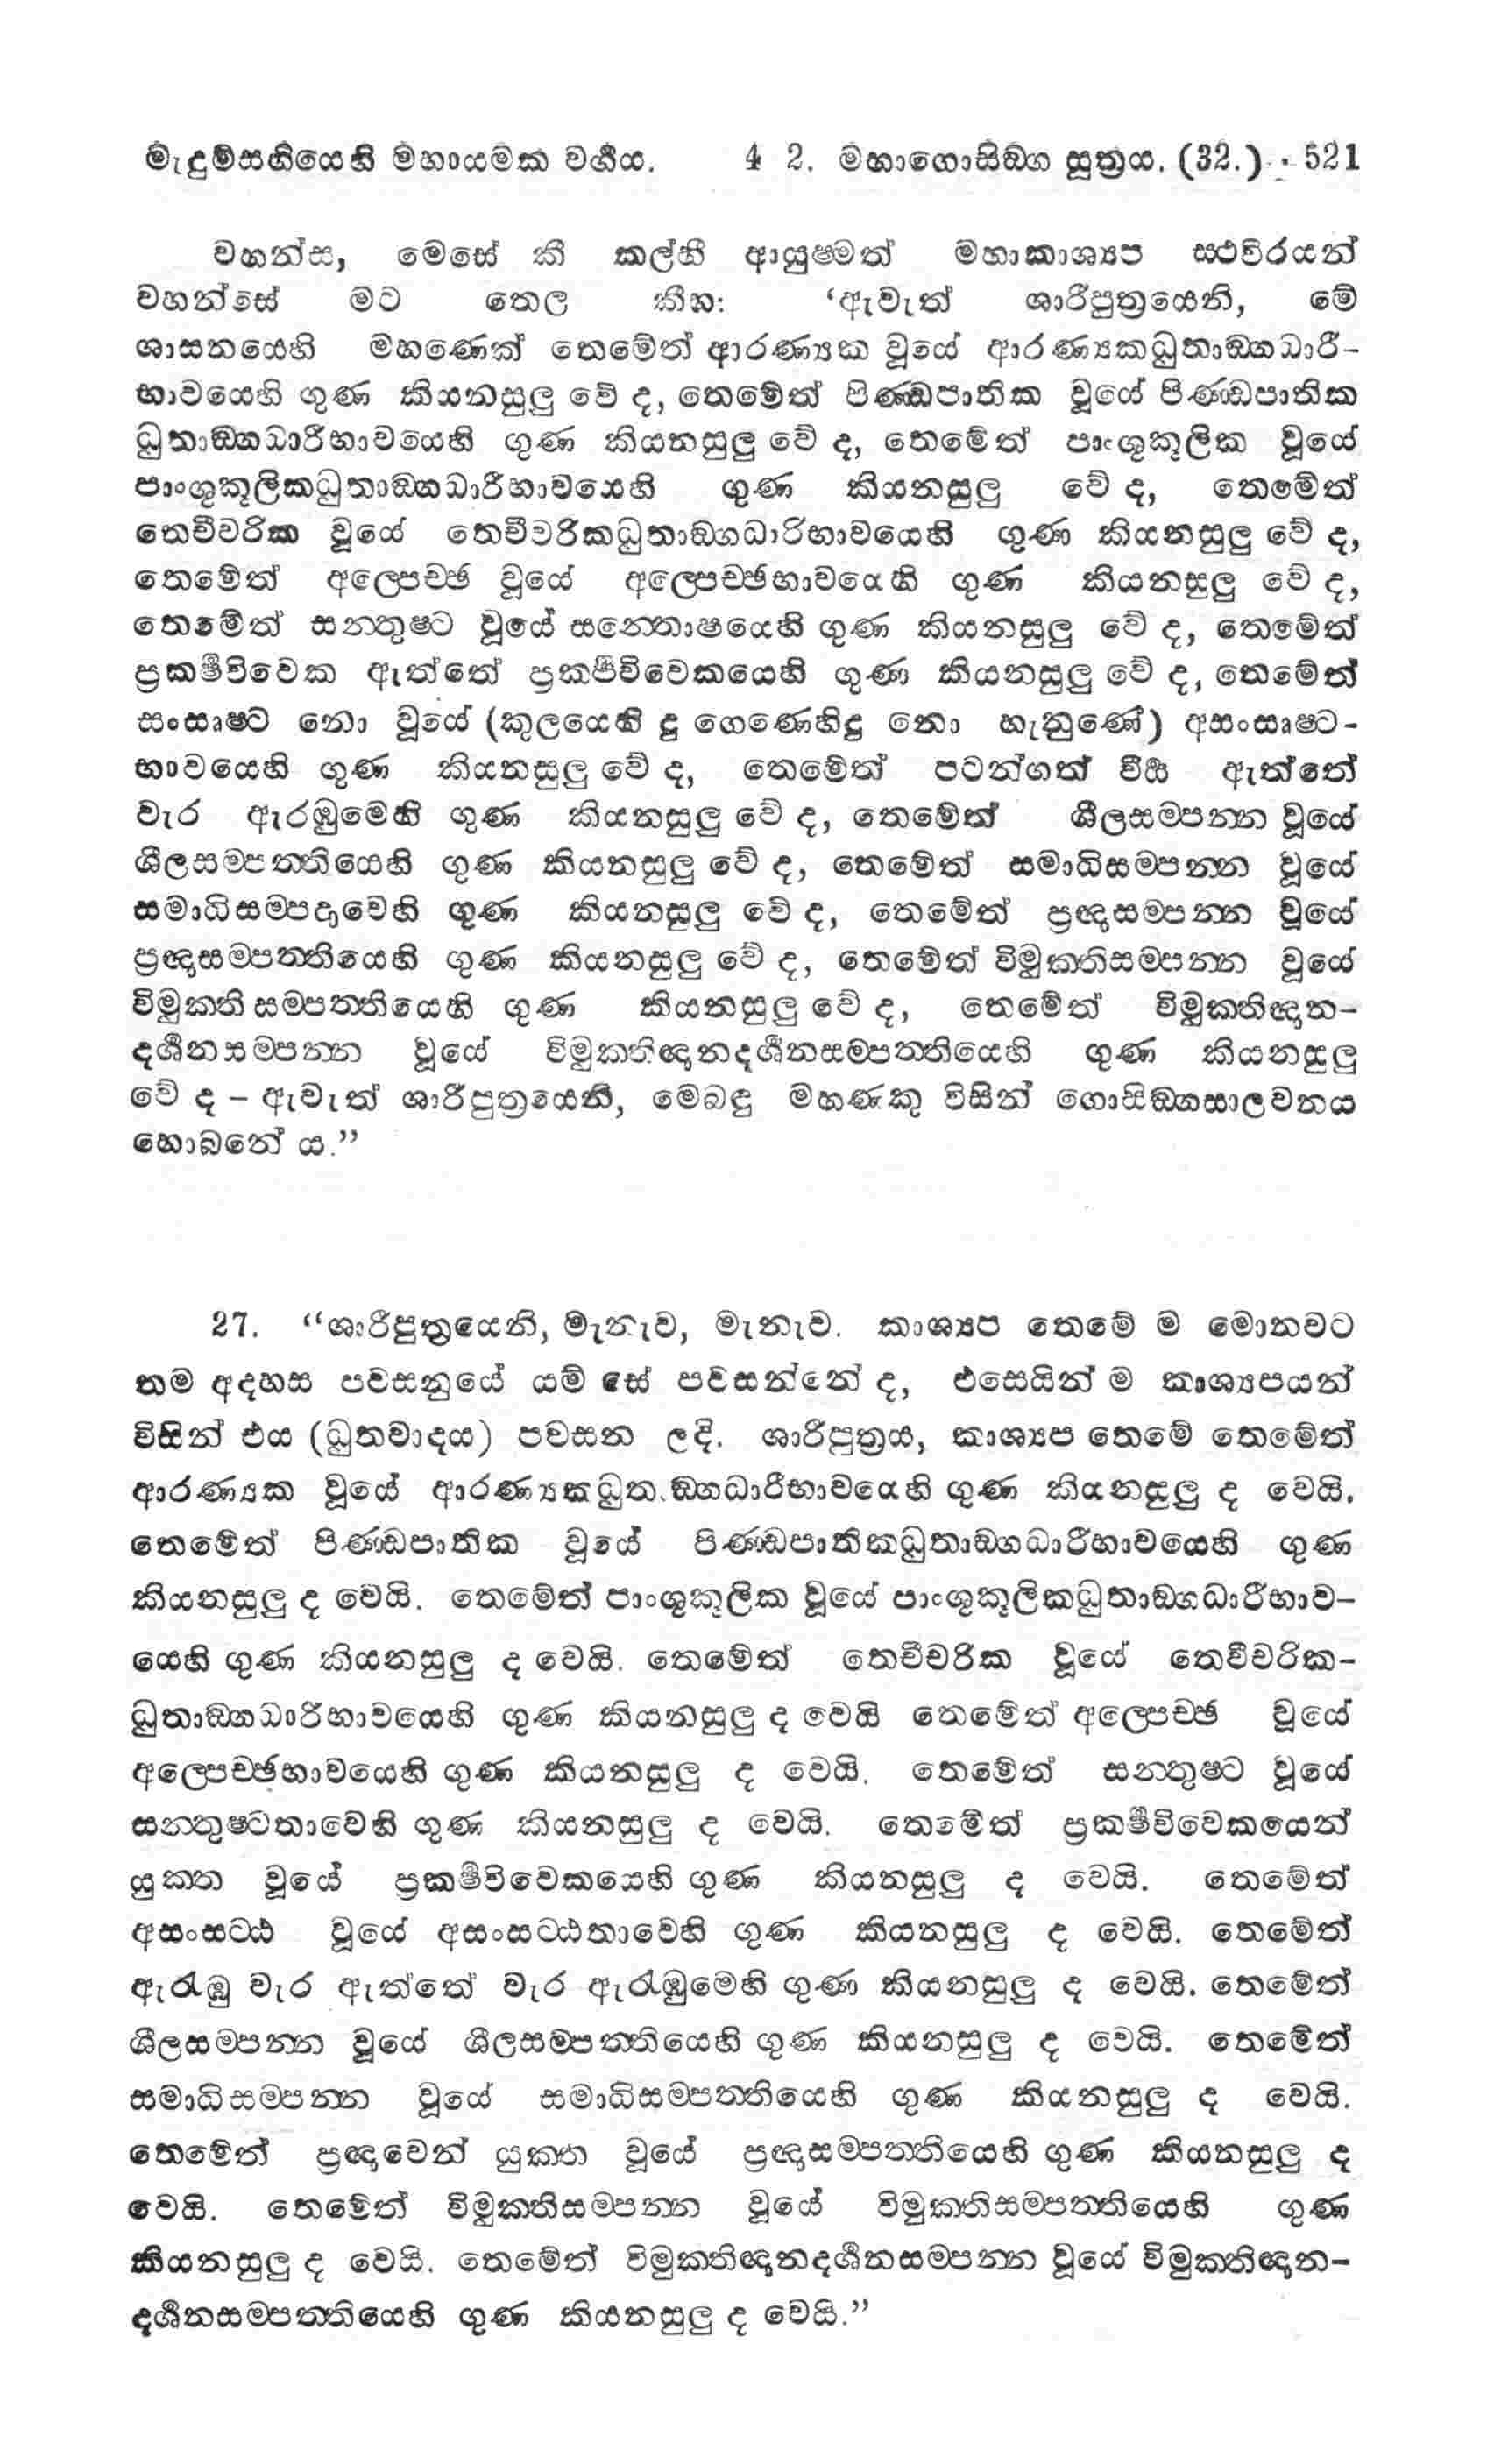 මැදුම්සඟියෙහි මහායමක වර්‍ගය. 4 2. මහාගොසිඞ්ග සූත්‍රය. (32.) 521
වහන්ස, මෙසේ කී කල්හී ආයුෂ්මත් මහාකාශ්‍යප ස්ථවිරයන්
වහන්සේ මට තෙල කීහ: ‘ඇවැත් ශාරීපුත්‍රයෙනි, මේ
ශාසනයෙහි මහණෙක් තෙමේත් ආරණ්‍යක වූයේ ආරණ්‍යකධුතාඞ්ගධාරී-
භාවයෙහි ගුණ කියනසුලු වේ ද, තෙමේත් පිණ්ඩපාතික වූයේ පිණ්ඩපාතික
ධුතාඞ්ගධාරීභාවයෙහි ගුණ කියනසුලු වේ ද, තෙමේත් පාංශුකූලික වූයේ
පාංශුකූලිකධුතාඞ්ගධාරීභාවයෙහි ගුණ කියනසුලු වේ ද, තෙමේත්
තෙචීවරික වූයේ තෙචීවරිකධුතාඞ්ගධාරිභාවයෙහි ගුණ කියනසුලු වේ ද,
තෙමේත් අල්පෙච්ඡ වූයේ අල්පෙච්ඡභාවයෙහි ගුණ කියනසුලු වේ ද,
තෙමේත් සන්තුෂ්ට වූයේ සන්තොෂයෙහි ගුණ කියනසුලු වේ ද, තෙමේත්
ප්‍රකර්‍ෂවිවෙක ඇත්තේ ප්‍රකර්‍ෂවිවෙකයෙහි ගුණ කියනසුලු වේ ද, තෙමේත්
සංසෘෂ්ට නො වූයේ (කුලයෙහි දු ගෙණෙහිදු නො හැනුණේ) අසංසෘෂ්ට-
භාවයෙහි ගුණ කියනසුලු වේ ද, තෙමේත් පටන්ගත් වීර්‍ය්‍ය ඇත්තේ
වැර ඇරඹුමෙහි ගුණ කියනසුලු වේ ද, තෙමේත් ශීලසම්පන්න වූයේ
ශීලසම්පත්තියෙහි ගුණ කියනසුලු වේ ද, තෙමේත් සමාධිසම්පන්න වූයේ
සමාධිසම්පදාවෙහි ගුණ කියනසුලු වේ ද, තෙමේත් ප්‍රඥාසම්පන්න වූයේ
ප්‍රඥාසම්පත්තියෙහි ගුණ කියනසුලු වේ ද, තෙමේත් විමුක්තිසම්පන්න වූයේ
විමුක්ති සම්පත්තියෙහි ගුණ කියනසුලු වේ ද, තෙමේත් විමුක්තිඥාන-
දර්‍ශනසම්පන්න වූයේ විමුක්තිඥානදර්‍ශනසම්පත්තියෙහි ගුණ කියනසුලු
වේ ද – ඇවැත් ශාරීපුත්‍රයෙනි, මෙබඳු මහණකු විසින් ගොසිඞ්ගසාලවනය
හොබනේ ය.”
27. “ශාරීපුත්‍රයෙනි, මැනැව, මැනැව. කාශ්‍යප තෙමේ ම මොනවට
තම අදහස පවසනුයේ යම් සේ පවසන්නේ ද, එසෙයින් ම කාශ්‍යපයන්
විසින් එය (ධුතවාදය) පවසන ලදි. ශාරීපුත්‍රය, කාශ්‍යප තෙමේ තෙමේත්
ආරණ්‍යක වූයේ ආරණ්‍යකධුතාඞ්ගධාරීභාවයෙහි ගුණ කියනසුලු ද වෙයි.
තෙමේත් පිණ්ඩපාතික වූයේ පිණ්ඩපාතිකධුතාඞ්ගධාරීභාවයෙහි ගුණ
කියනසුලු ද වෙයි. තෙමේත් පාංශුකූලික වූයේ පාංශුකූලිකධුතාඞ්ගධාරීභාව-
යෙහි ගුණ කියනසුලු ද වෙයි. තෙමේත් තෙචීවරික වූයේ තෙචීවරික-
ධුතාඞ්ගධාරීභාවයෙහි ගුණ කියනසුලු ද වෙයි තෙමේත් අල්පෙච්ඡ වූයේ
අල්පෙච්ඡභාවයෙහි ගුණ කියනසුලු ද වෙයි. තෙමේත් සන්තුෂ්ට වූයේ
සන්තුෂ්ටතාවෙහි ගුණ කියනසුලු ද වෙයි. තෙමේත් ප්‍රකර්‍ෂවිවෙකයෙන්
යුක්ත වූයේ ප්‍රකර්‍ෂවිවෙකයෙහි ගුණ කියනසුලු ද වෙයි. තෙමේත්
අසංසට්ඨ වූයේ අසංසට්ඨතාවෙහි ගුණ කියනසුලු ද වෙයි. තෙමේත්
ඇරඹූ වැර ඇත්තේ වැර ඇරඹුමෙහි ගුණ කියනසුලු ද වෙයි. තෙමේත්
ශීලසම්පන්න වූයේ ශීලසම්පත්තියෙහි ගුණ කියනසුලු ද වෙයි. තෙමේත්
සමාධිසම්පන්න වූයේ සමාධිසම්පත්තියෙහි ගුණ කියනසුලු ද වෙයි.
තෙමේත් ප්‍රඥාවෙන් යුක්ත වූයේ ප්‍රඥාසම්පත්තියෙහි ගුණ කියනසුලු ද
වෙයි. තෙමේත් විමුක්තිසම්පන්න වූයේ විමුක්තිසම්පත්තියෙහි ගුණ
කියනසුලු ද වෙයි. තෙමේත් විමුක්තිඥානදර්‍ශනසම්පන්න වූයේ විමුක්තිඥාන-
දර්‍ශනසම්පත්තියෙහි ගුණ කියනසුලු ද වෙයි.”